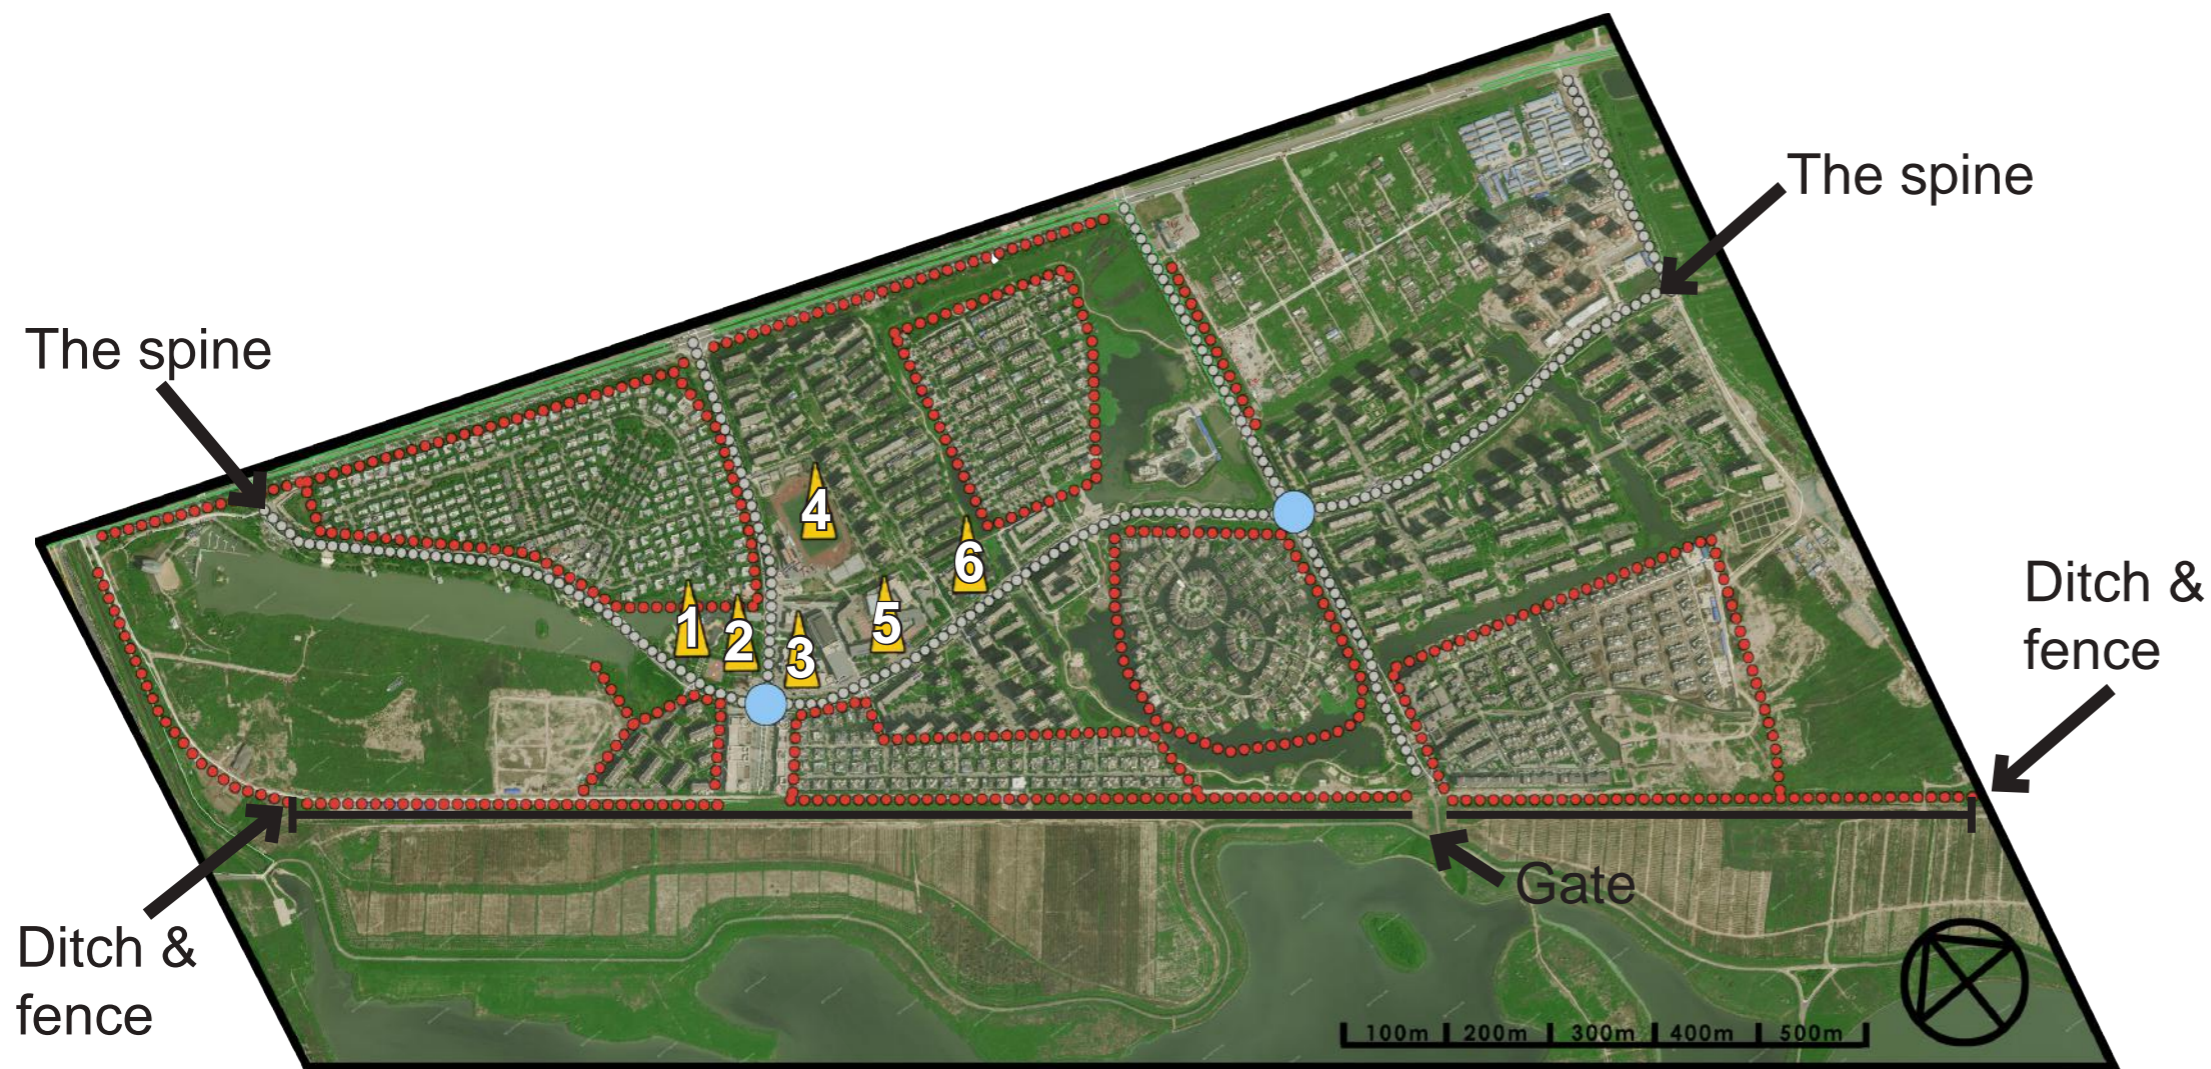 The spine
The spine
4
6
Ditch &
fence
1
2
3
5
Gate
Ditch &
fence
100m 200m 300m 400m 500m